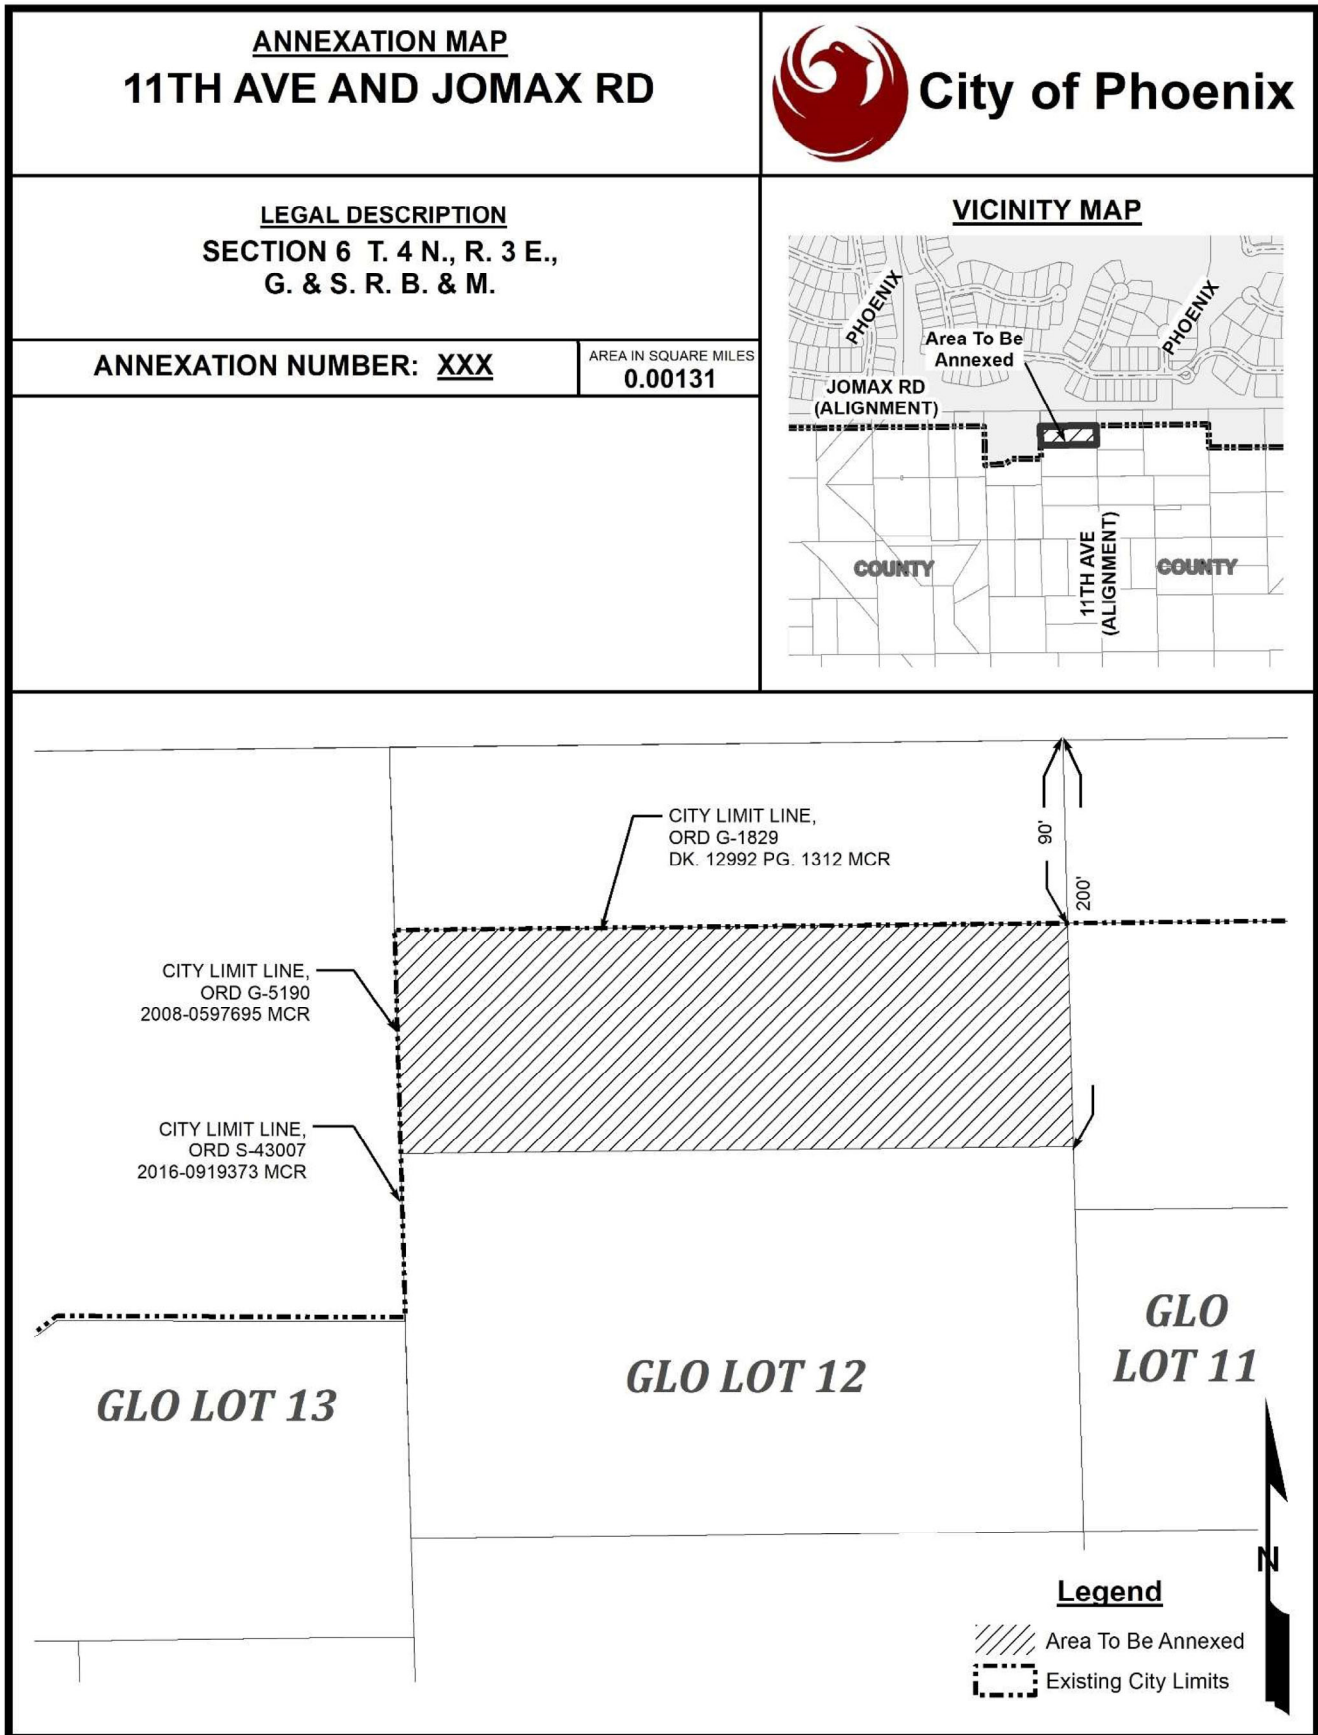 ANNEXATION MAP
11TH AVE AND JOMAX RD
City of Phoenix
LEGAL DESCRIPTION
SECTION 6 T. 4 N., R. 3 E.,
G. & S. R. B. & M.
ANNEXATION NUMBER: XXX
AREA IN SQUARE MILES
0.00131
VICINITY MAP
PHOENIX
PHOENIX
Area To Be
Annexed
JOMAX RD
(ALIGNMENT)
COUNTY
11TH AVE
(ALIGNMENT)
COUNTY
CITY LIMIT LINE,
ORD G-1829
DK. 12992 PG. 1312 MCR
90'
200'
CITY LIMIT LINE,
ORD G-5190
2008-0597695 MCR
CITY LIMIT LINE,
ORD S-43007
2016-0919373 MCR
GLO LOT 13
GLO LOT 12
GLO
LOT 11
N
Legend
Area To Be Annexed
Existing City Limits